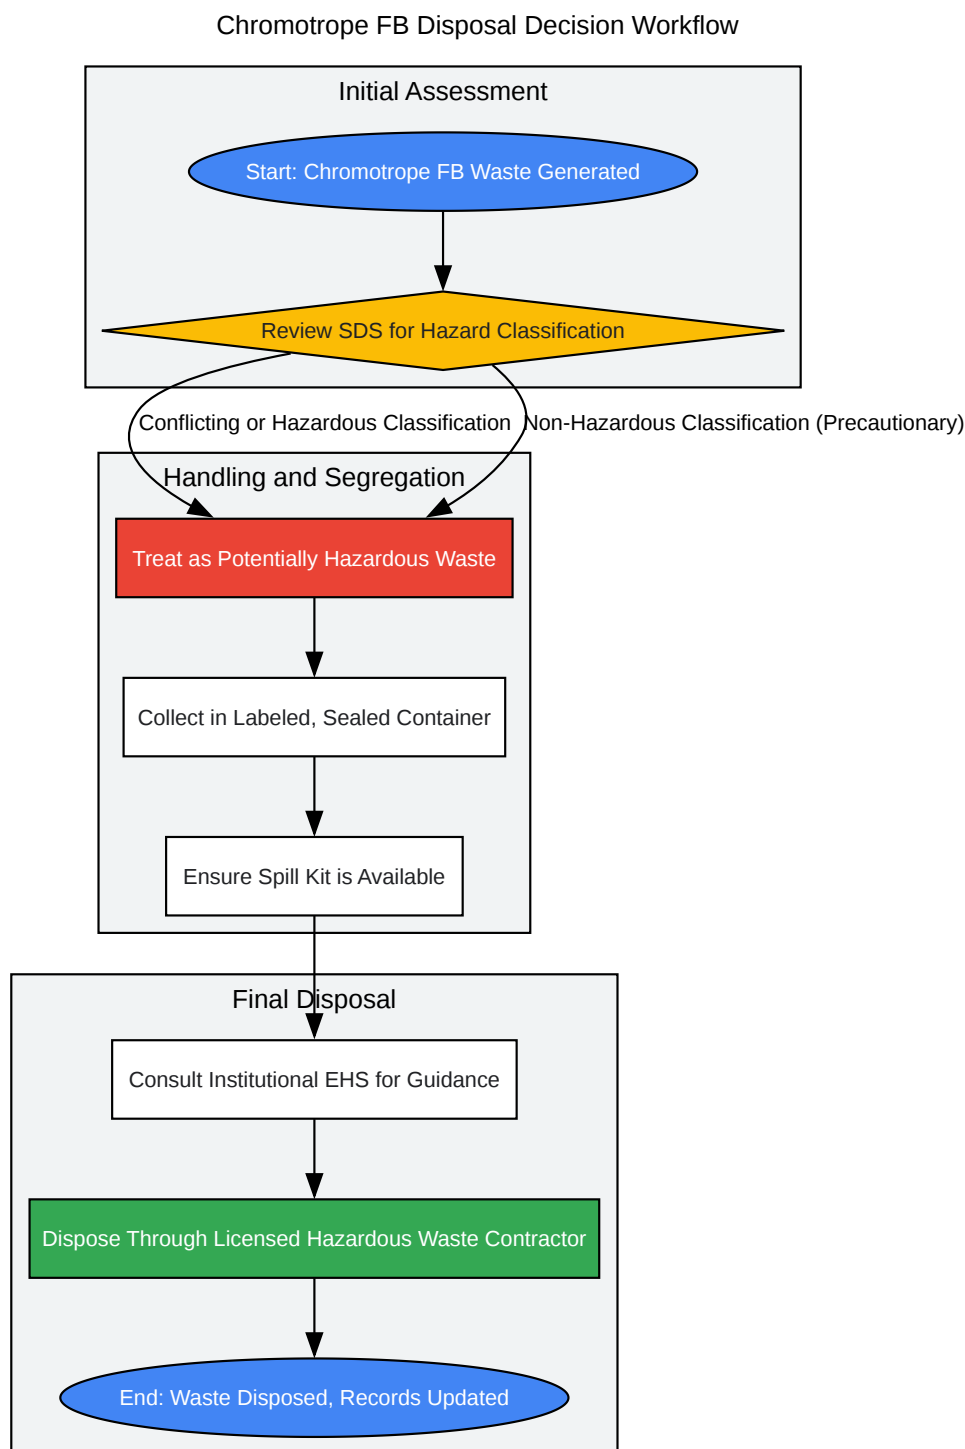 Chromotrope FB Disposal Decision Workflow
Initial Assessment
Start: Chromotrope FB Waste Generated
Review SDS for Hazard Classification
Conflicting or Hazardous Classification
Non-Hazardous Classification (Precautionary)
Handling and Segregation
Treat as Potentially Hazardous Waste
Collect in Labeled, Sealed Container
Ensure Spill Kit is Available
Final Disposal
Consult Institutional EHS for Guidance
Dispose Through Licensed Hazardous Waste Contractor
End: Waste Disposed, Records Updated